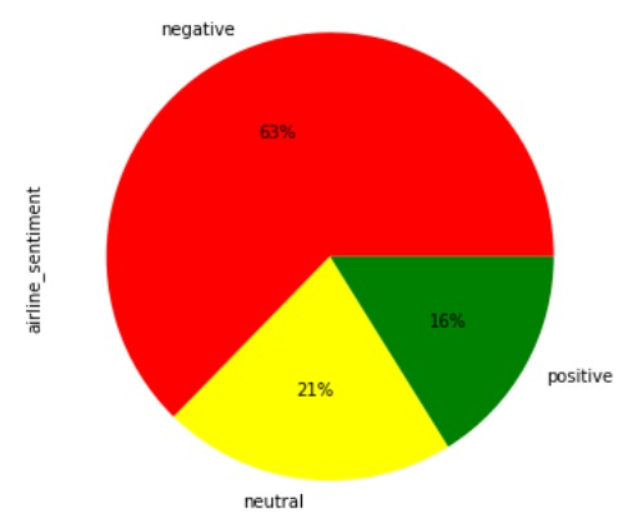 negative
63%
airline_sentiment
16%
positive
21%
neutral